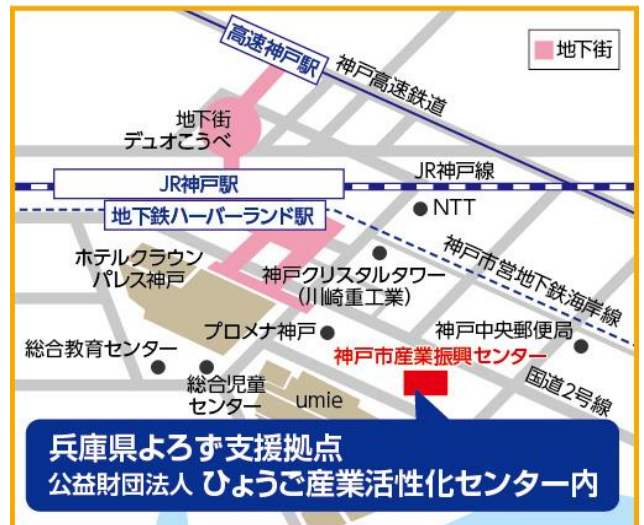 高速神戸駅
地下街
神戸高速鉄道
地下街
デュオこうべ
JR神戸線
JR神戸駅
地下鉄ハーバーランド駅
NTT
神戸市営地下鉄海岸線
ホテルクラウン
パレス神戸
神戸クリスタルタワー
(川崎重工業)
プロメナ神戸
神戸中央郵便局
総合教育センター
神戸市産業振興センター
国道2号線
総合児童
センター
umie
兵庫県よろず支援拠点
公益財団法人 ひょうご産業活性化センター内